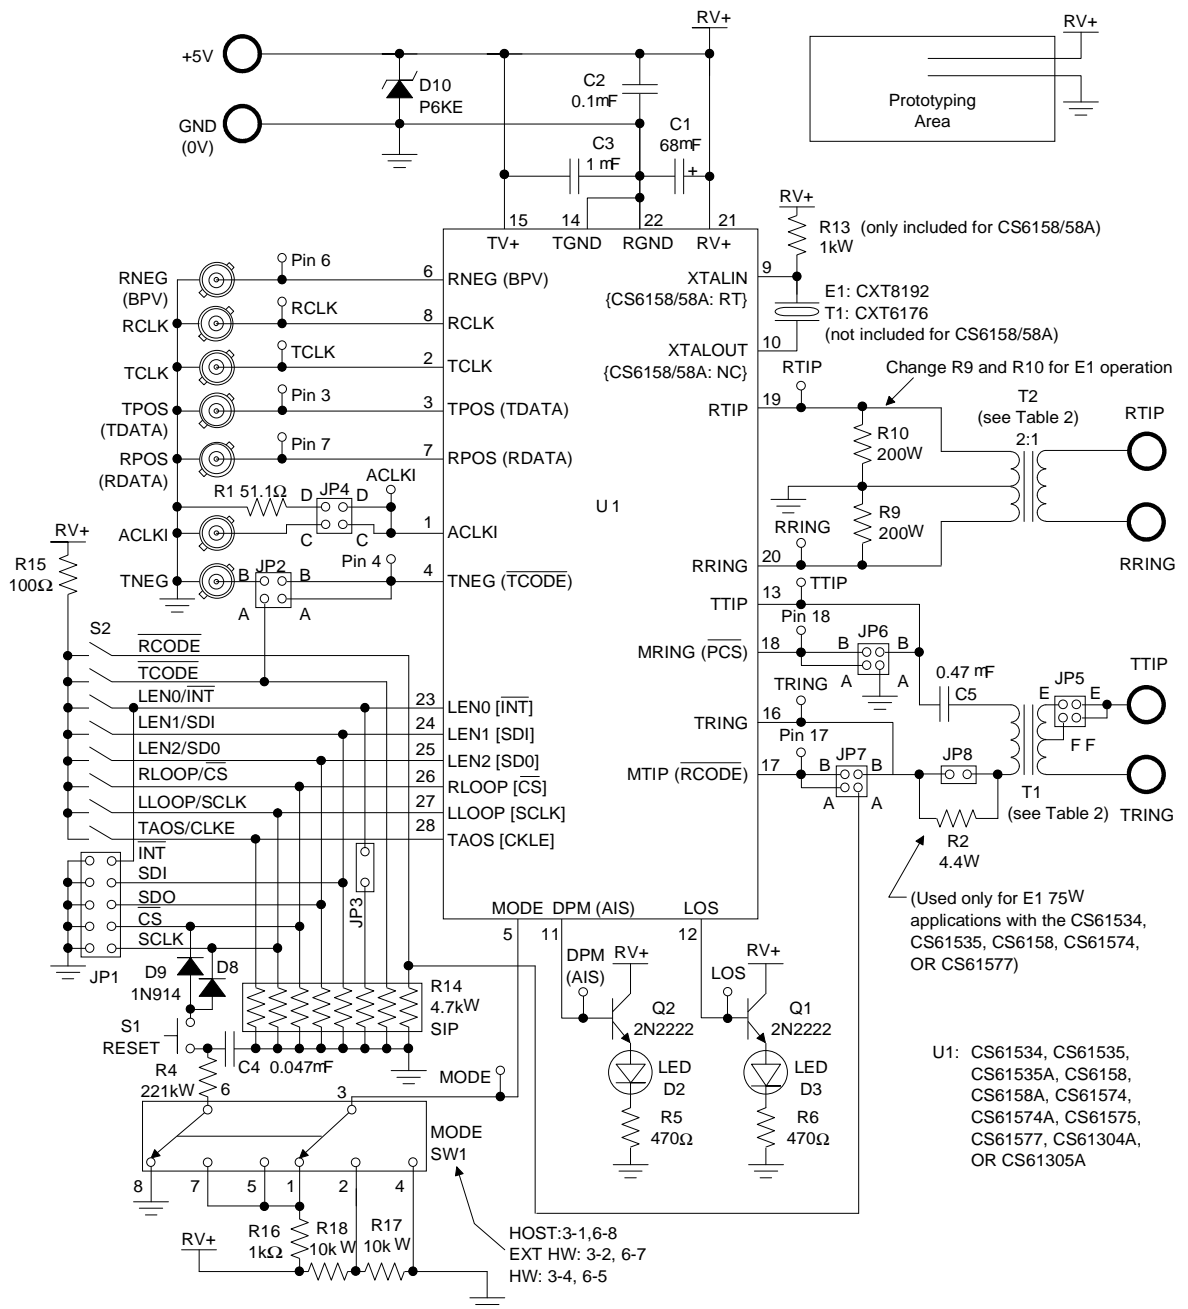 RV+
RV+
+5V
D10
P6KE
C2
0.1mF
Prototyping
Area
GND
(0V)
C3
1 mF
C1
68mF
+
15
14
22
21
TV+
TGND
RGND
RV+
RV+
R13 (only included for CS6158/58A)
1kW
RNEG
(BPV)
Pin 6
6
RNEG (BPV)
XTALIN
9
{CS6158/58A: RT}
E1: CXT8192
T1: CXT6176
(not included for CS6158/58A)
RCLK
RCLK
8
RCLK
XTALOUT
10
{CS6158/58A: NC}
TCLK
TCLK
2
TCLK
RTIP
Change R9 and R10 for E1 operation
TPOS
(TDATA)
Pin 3
3
TPOS (TDATA)
RTIP
19
T2
(see Table 2)
2:1
RTIP
RPOS
(RDATA)
Pin 7
7
RPOS (RDATA)
R10
200W
U1
R1 51.1Ω
D
JP4
D
ACLKI
C
C
ACLKI
1
ACLKI
R9
200W
RRING
RRING
20
RRING
RV+
R15
100Ω
TNEG
B
JP2
B
A
A
Pin 4
4
TNEG (TCODE)
TTIP
13
TTIP
Pin 18
MRING (PCS)
18
B
JP6
B
A
A
S2
RCODE
TCODE
LEN0/INT
LEN1/SDI
LEN2/SD0
RLOOP/CS
LLOOP/SCLK
TAOS/CLKE
23
LEN0 [INT]
24
LEN1 [SDI]
25
LEN2 [SD0]
26
RLOOP [CS]
27
LLOOP [SCLK]
28
TAOS [CKLE]
0.47 mF
C5
TRING
TRING
16
Pin 17
MTIP (RCODE)
17
B
JP7
B
A
A
JP8
R2
4.4W
T1
(see Table 2)
E
JP5
E
F F
TTIP
TRING
(Used only for E1 75W
applications with the CS61534,
CS61535, CS6158, CS61574,
OR CS61577)
INT
SDI
SDO
CS
SCLK
JP1
JP3
MODE
DPM (AIS)
LOS
5
11
12
D9
1N914
D8
R14
4.7kW
SIP
DPM
(AIS)
RV+
Q2
2N2222
LOS
RV+
Q1
2N2222
S1
RESET
C4
0.047mF
R4
221kW
6
3
MODE
LED
D2
LED
D3
R5
470Ω
R6
470Ω
MODE
SW1
8
7
5
1
2
4
R16
1kΩ
R18
10k W
R17
10k W
RV+
HOST:3-1,6-8
EXT HW: 3-2, 6-7
HW: 3-4, 6-5
U1: CS61534, CS61535,
CS61535A, CS6158,
CS6158A, CS61574,
CS61574A, CS61575,
CS61577, CS61304A,
OR CS61305A